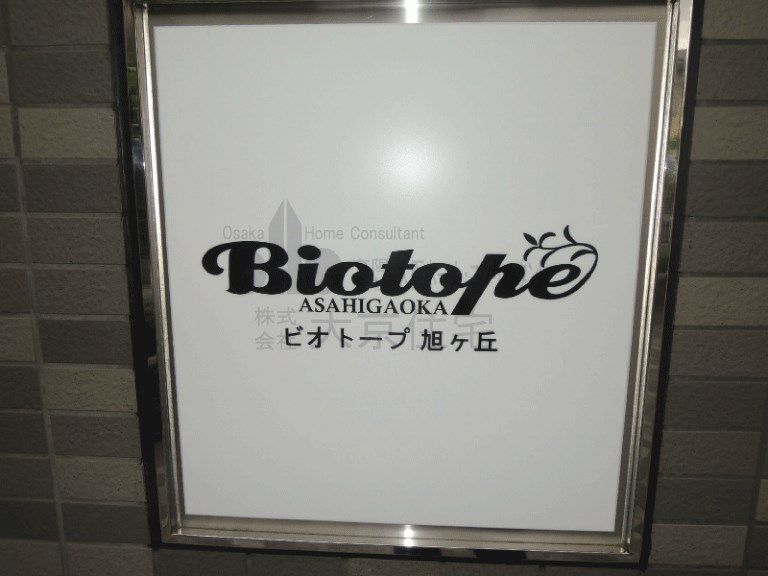 Osaka Home Consultant
Biotope
ASAHIGAOKA
株式
会社
ビオトープ 旭ヶ丘